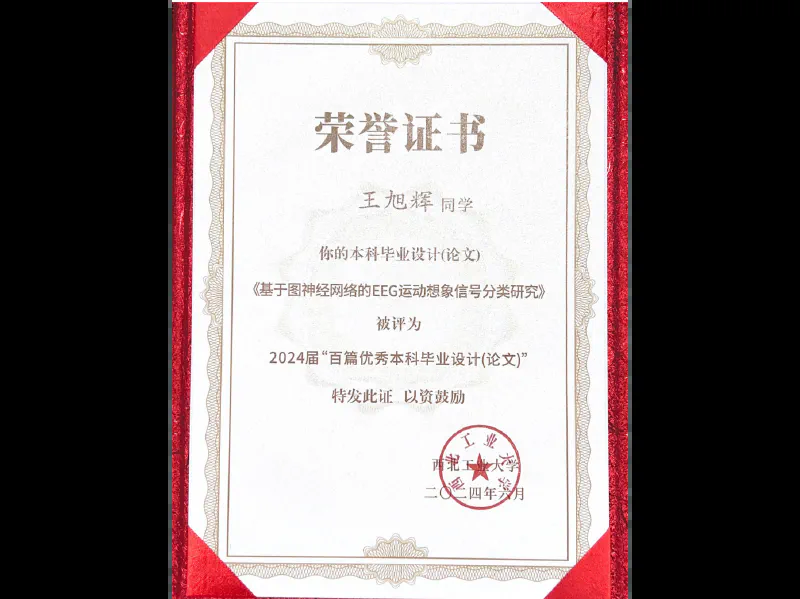 荣誉证书
王旭辉 同学
你的本科毕业设计(论文)
《基于图神经网络的EEG运动想象信号分类研究》
被评为
2024届“百篇优秀本科毕业设计(论文)”
特发此证 以资鼓励
西北工业大学
西北工业大学
二〇二四年六月